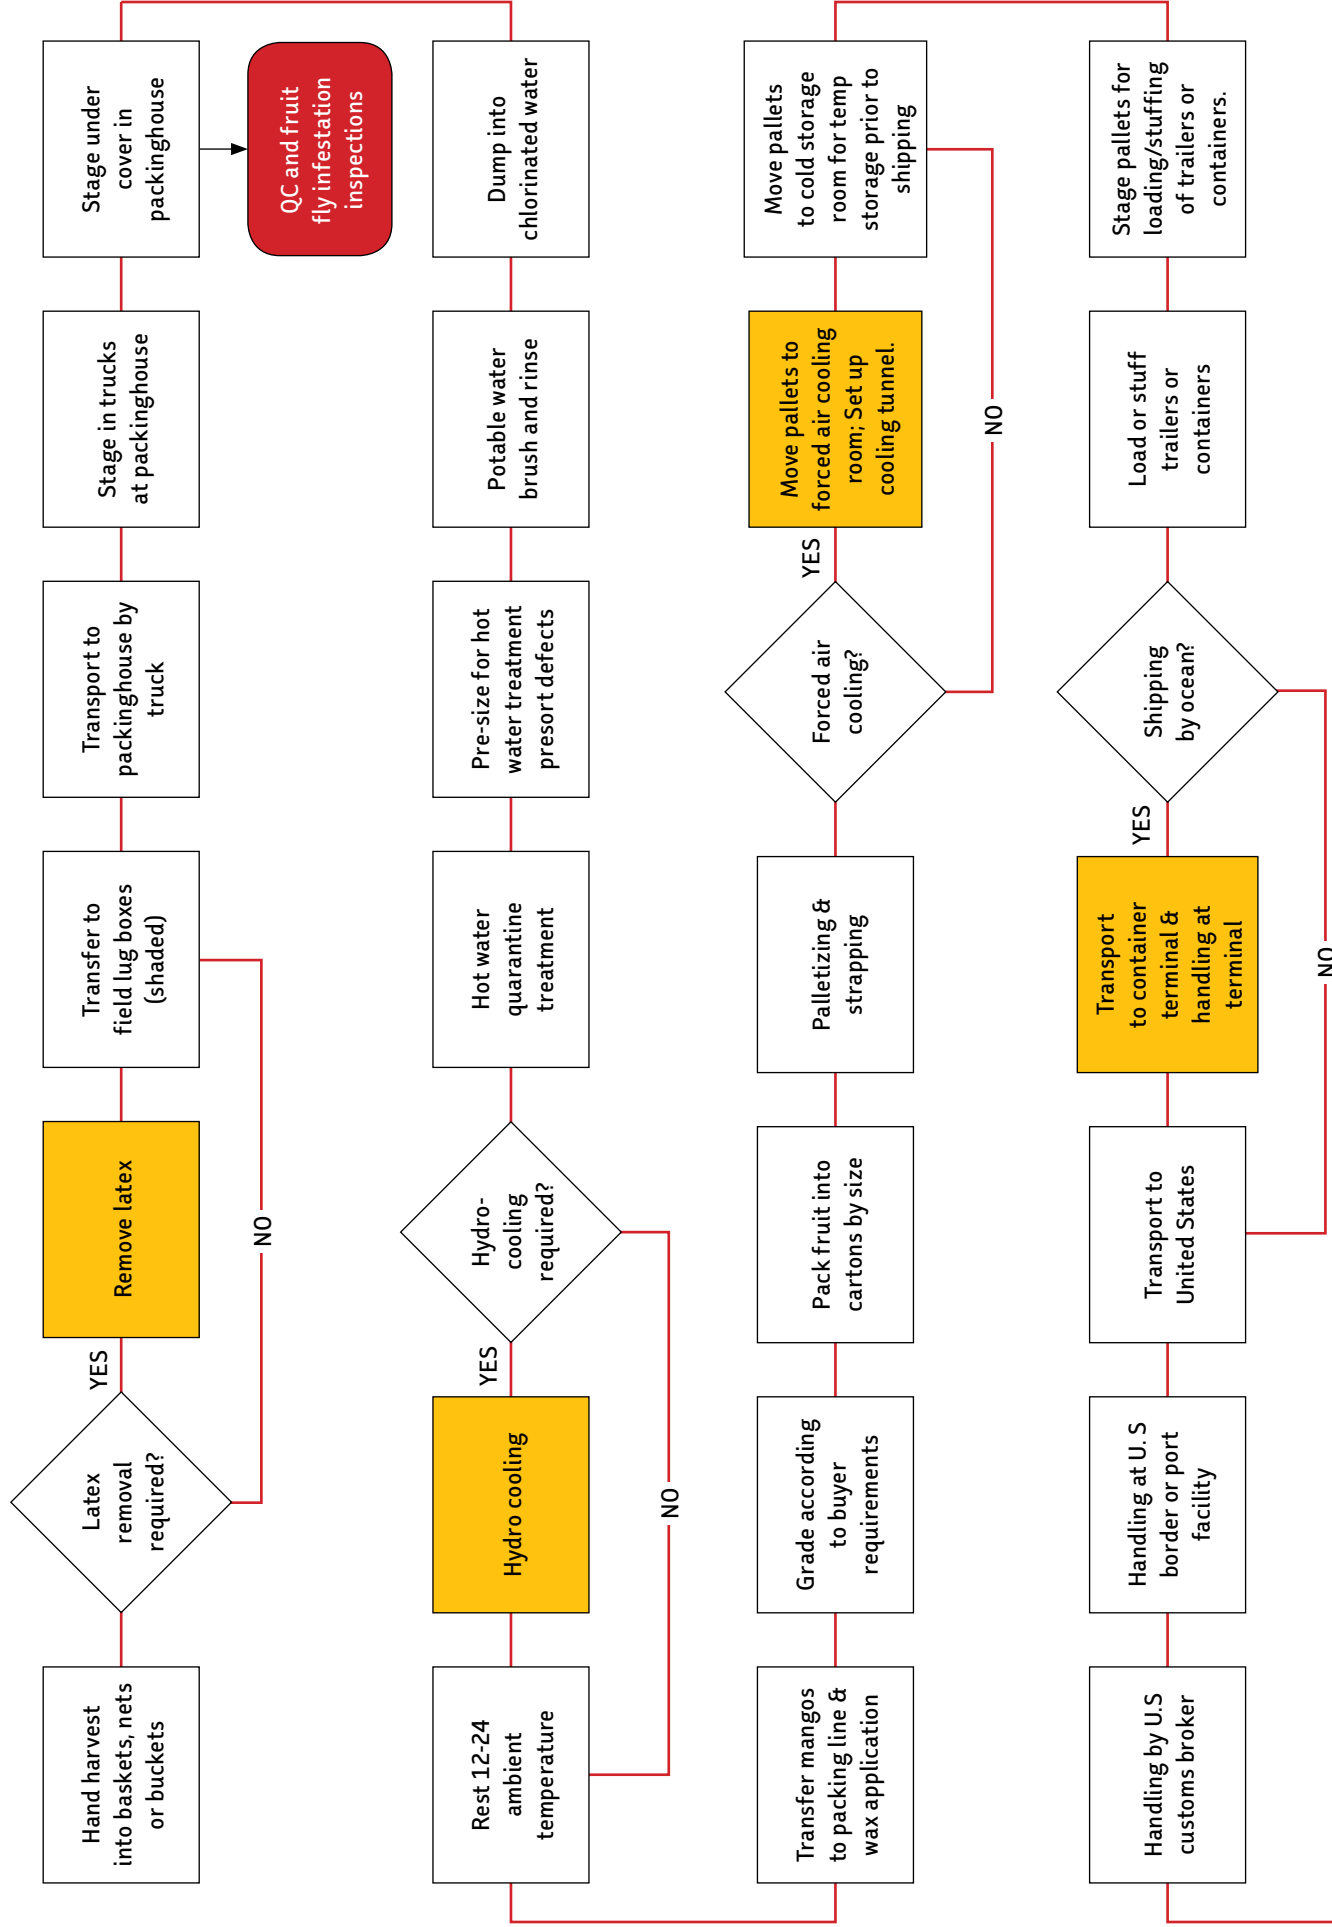 Hand harvest
into baskets, nets
or buckets
Latex
removal
required?
YES
Remove latex
NO
Transfer to
field lug boxes
(shaded)
Transport to
packinghouse by
truck
Stage in trucks
at packinghouse
Stage under
cover in
packinghouse
QC and fruit
fly infestation
inspections
Dump into
chlorinated water
Potable water
brush and rinse
Pre-size for hot
water treatment
presort defects
Hot water
quarantine
treatment
Hydro-
cooling
required?
YES
Hydro cooling
NO
Rest 12-24
ambient
temperature
Transfer mangos
to packing line &
wax application
Grade according
to buyer
requirements
Pack fruit into
cartons by size
Palletizing &
strapping
Forced air
cooling?
YES
Move pallets to
forced air cooling
room; Set up
cooling tunnel.
NO
Move pallets
to cold storage
room for temp
storage prior to
shipping
Stage pallets for
loading/stuffing
of trailers or
containers.
Load or stuff
trailers or
containers
Shipping
by ocean?
YES
Transport
to container
terminal &
handling at
terminal
NO
Transport to
United States
Handling at U. S
border or port
facility
Handling by U.S
customs broker